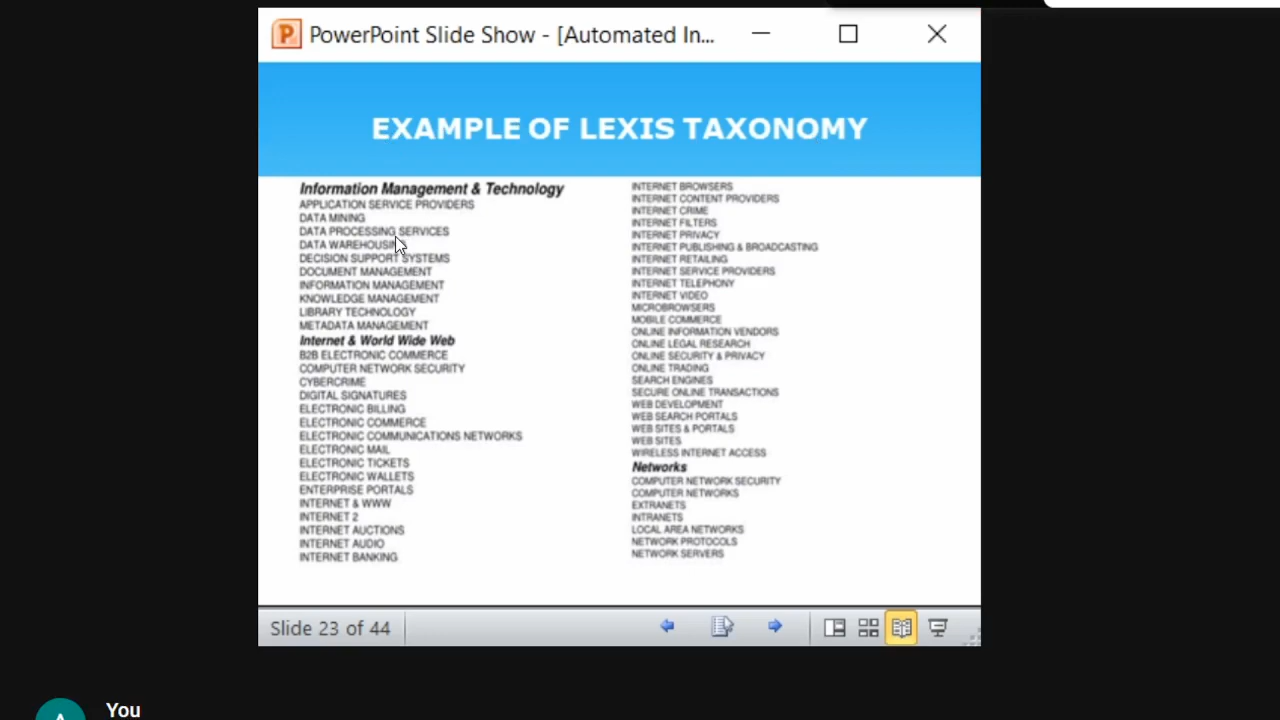 PowerPoint Slide Show - [Automated In...
EXAMPLE OF LEXIS TAXONOMY
Information Management & Technology
APPLICATION SERVICE PROVIDERS
DATA MINING
DATA PROCESSING SERVICES
DATA WAREHOUSING
DECISION SUPPORT SYSTEMS
DOCUMENT MANAGEMENT
INFORMATION MANAGEMENT
KNOWLEDGE MANAGEMENT
LIBRARY TECHNOLOGY
METADATA MANAGEMENT
Internet & World Wide Web
B2B ELECTRONIC COMMERCE
COMPUTER NETWORK SECURITY
CYBERCRIME
DIGITAL SIGNATURES
ELECTRONIC BILLING
ELECTRONIC COMMERCE
ELECTRONIC COMMUNICATIONS NETWORKS
ELECTRONIC MAIL
ELECTRONIC TICKETS
ELECTRONIC WALLETS
ENTERPRISE PORTALS
INTERNET & WWW
INTERNET 2
INTERNET AUCTIONS
INTERNET AUDIO
INTERNET BANKING
INTERNET BROWSERS
INTERNET CONTENT PROVIDERS
INTERNET CRIME
INTERNET FILTERS
INTERNET PRIVACY
INTERNET PUBLISHING & BROADCASTING
INTERNET RETAILING
INTERNET SERVICE PROVIDERS
INTERNET TELEPHONY
INTERNET VIDEO
MICROBROWSERS
MOBILE COMMERCE
ONLINE INFORMATION VENDORS
ONLINE LEGAL RESEARCH
ONLINE SECURITY & PRIVACY
ONLINE TRADING
SEARCH ENGINES
SECURE ONLINE TRANSACTIONS
WEB DEVELOPMENT
WEB SEARCH PORTALS
WEB SITES & PORTALS
WEB SITES
WIRELESS INTERNET ACCESS
Networks
COMPUTER NETWORK SECURITY
COMPUTER NETWORKS
EXTRANETS
INTRANETS
LOCAL AREA NETWORKS
NETWORK PROTOCOLS
NETWORK SERVERS
Slide 23 of 44
You